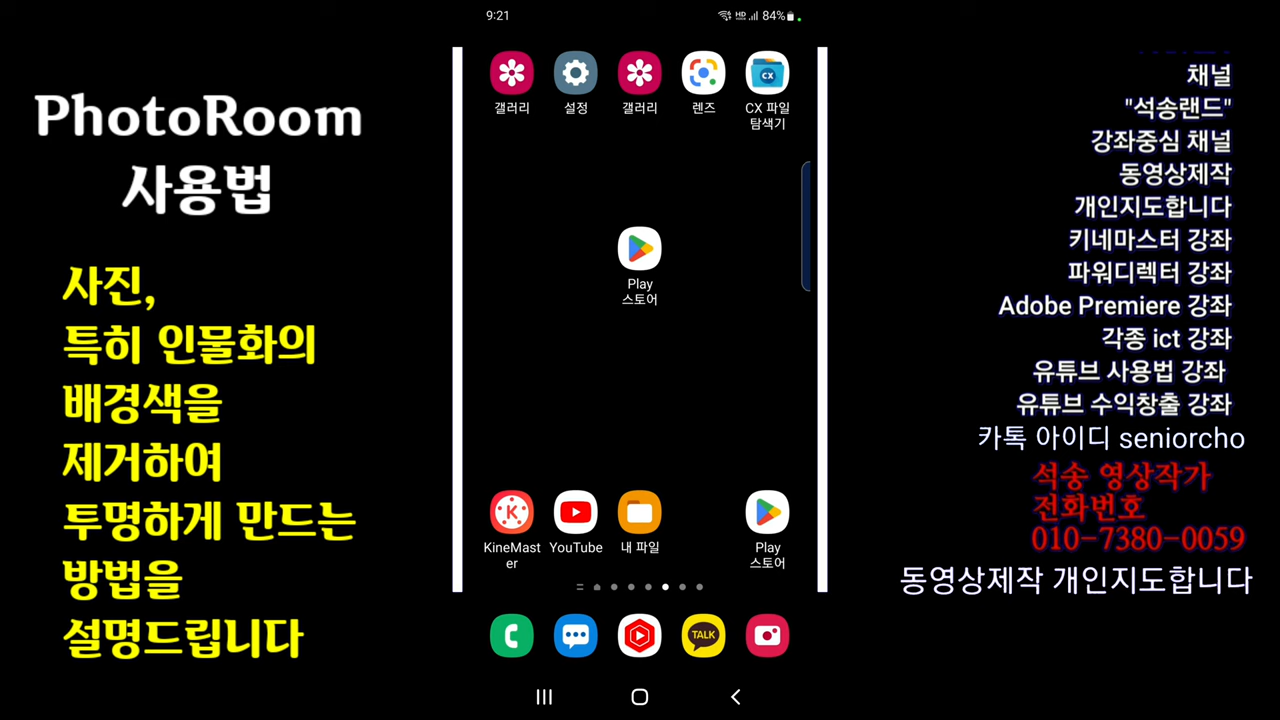 PhotoRoom
사용법
사진,
특히 인물화의
배경색을
제거하여
투명하게 만드는
방법을
설명드립니다
9:21
84%
갤러리
설정
갤러리
렌즈
CX
CX 파일
탐색기
Play
스토어
KineMast
er
YouTube
내 파일
Play
스토어
TALK
채널
"석송랜드"
강좌중심 채널
동영상제작
개인지도합니다
키네마스터 강좌
파워디렉터 강좌
Adobe Premiere 강좌
각종 ict 강좌
유튜브 사용법 강좌
유튜브 수익창출 강좌
카톡 아이디 seniorcho
석송 영상작가
전화번호
010-7380-0059
동영상제작 개인지도합니다